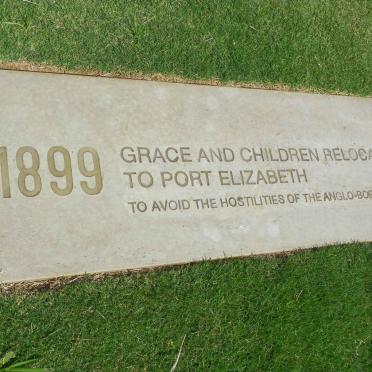 1899
GRACE AND CHILDREN RELOCA
TO PORT ELIZABETH
TO AVOID THE HOSTILITIES OF THE ANGLO-BOE